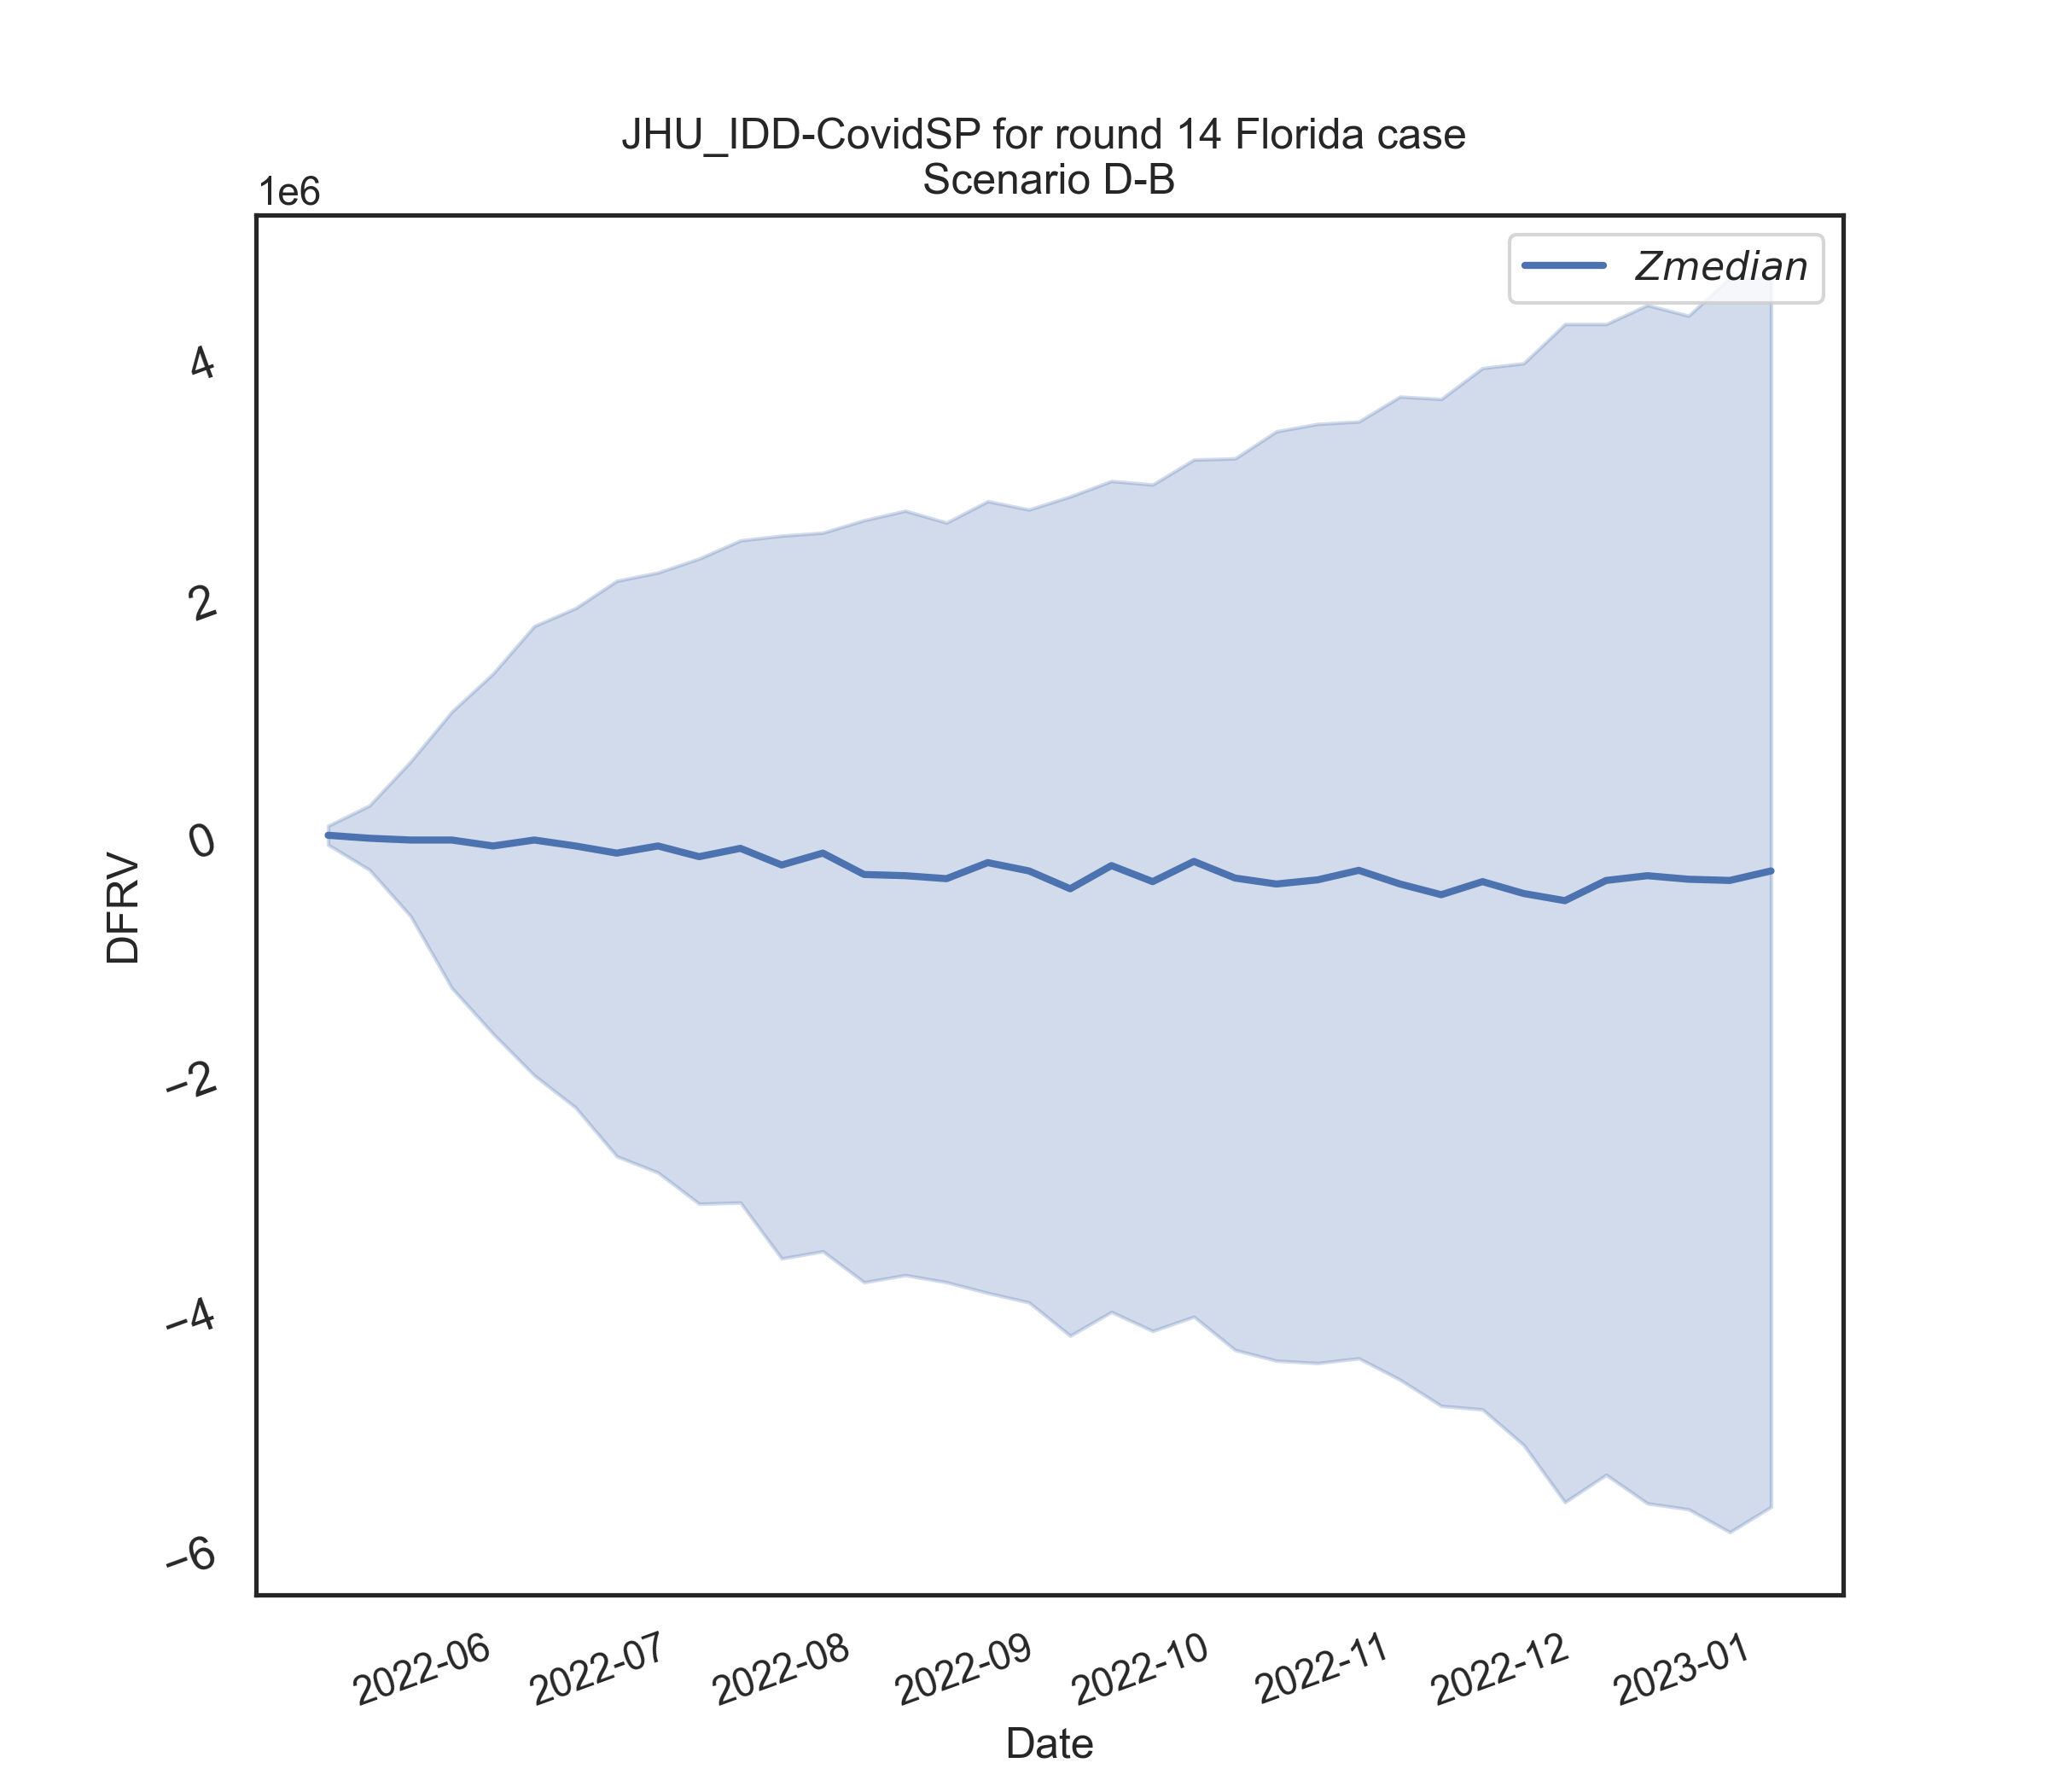 JHU_IDD-CovidSP for round 14 Florida case
Scenario D-B
1e6
Zmedian
4
2
0
−2
−4
−6
DFRV
2022-06
2022-07
2022-08
2022-09
2022-10
2022-11
2022-12
2023-01
Date